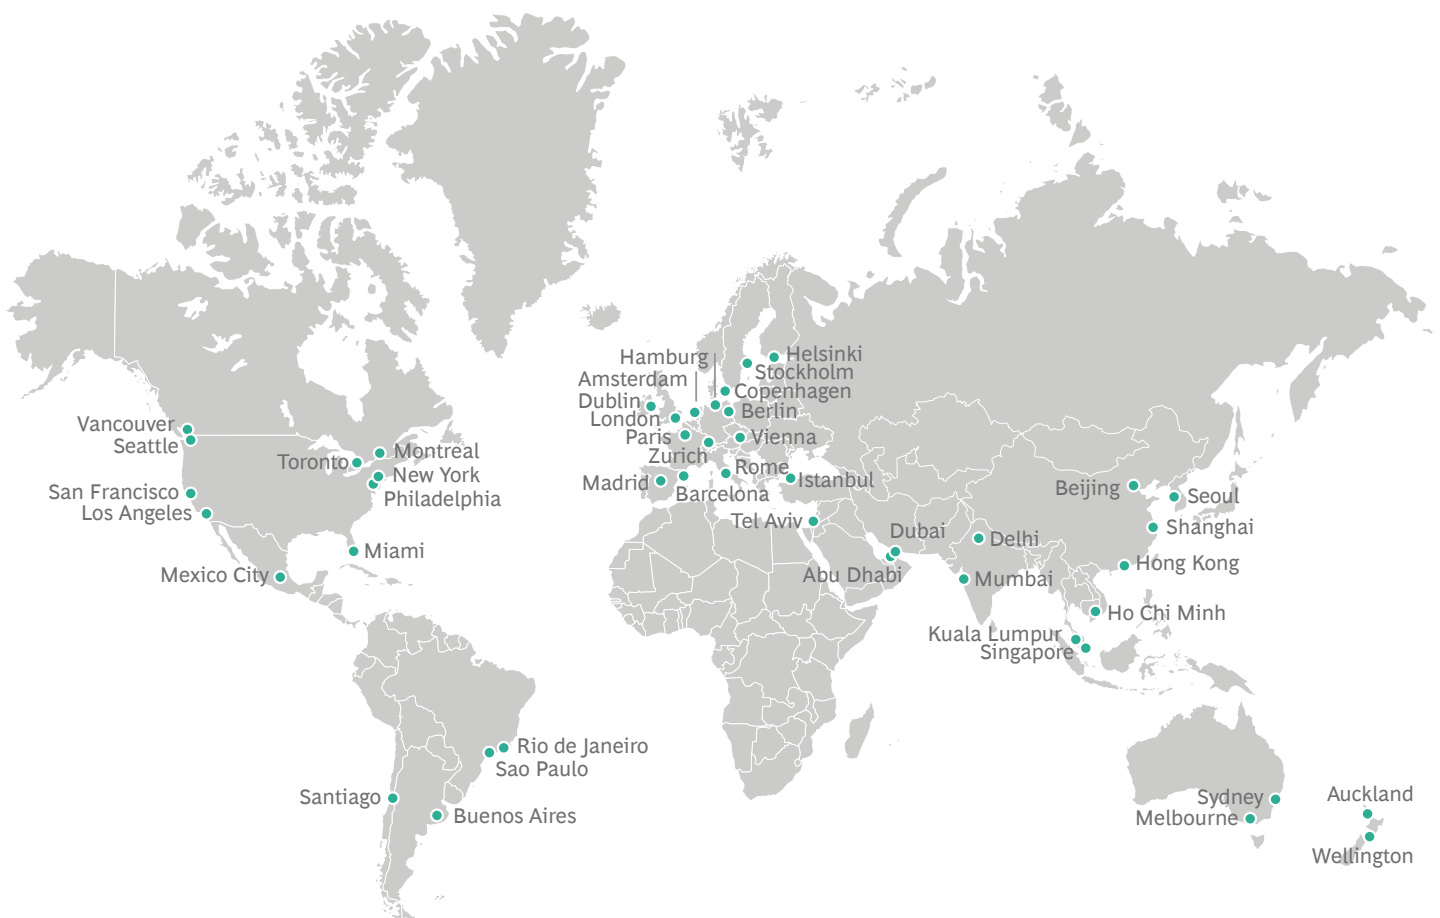 Hamburg
Helsinki
Stockholm
Amsterdam
Copenhagen
Dublin
Berlin
London
Paris
Vienna
Zurich
Rome
Madrid
Barcelona
Istanbul
Vancouver
Seattle
Montreal
Toronto
New York
Philadelphia
San Francisco
Los Angeles
Miami
Mexico City
Tel Aviv
Dubai
Abu Dhabi
Delhi
Mumbai
Beijing
Seoul
Shanghai
Hong Kong
Ho Chi Minh
Kuala Lumpur
Singapore
Rio de Janeiro
Sao Paulo
Santiago
Buenos Aires
Sydney
Melbourne
Auckland
Wellington